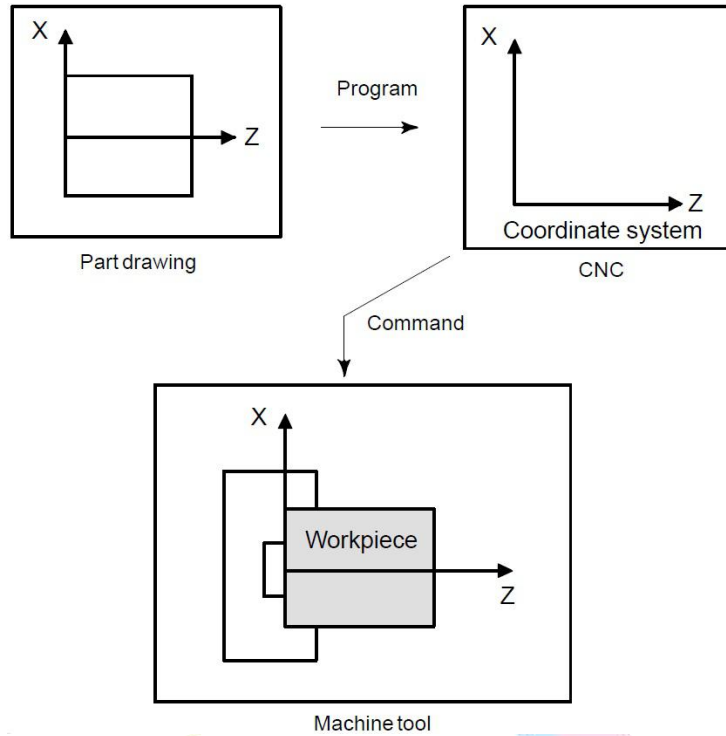 X
Z
Part drawing
Program
X
Z
Coordinate system
CNC
Command
X
Workpiece
Z
Machine tool